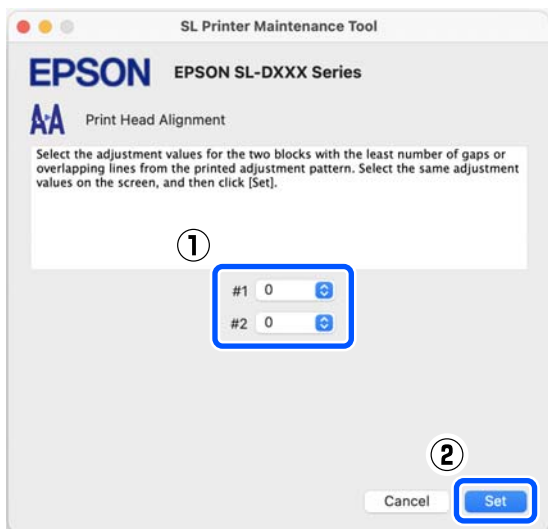 SL Printer Maintenance Tool
EPSON EPSON SL-DXXX Series
AA Print Head Alignment
Select the adjustment values for the two blocks with the least number of gaps or
overlapping lines from the printed adjustment pattern. Select the same adjustment
values on the screen, and then click [Set].
①
#1 0
#2 0
②
Cancel Set